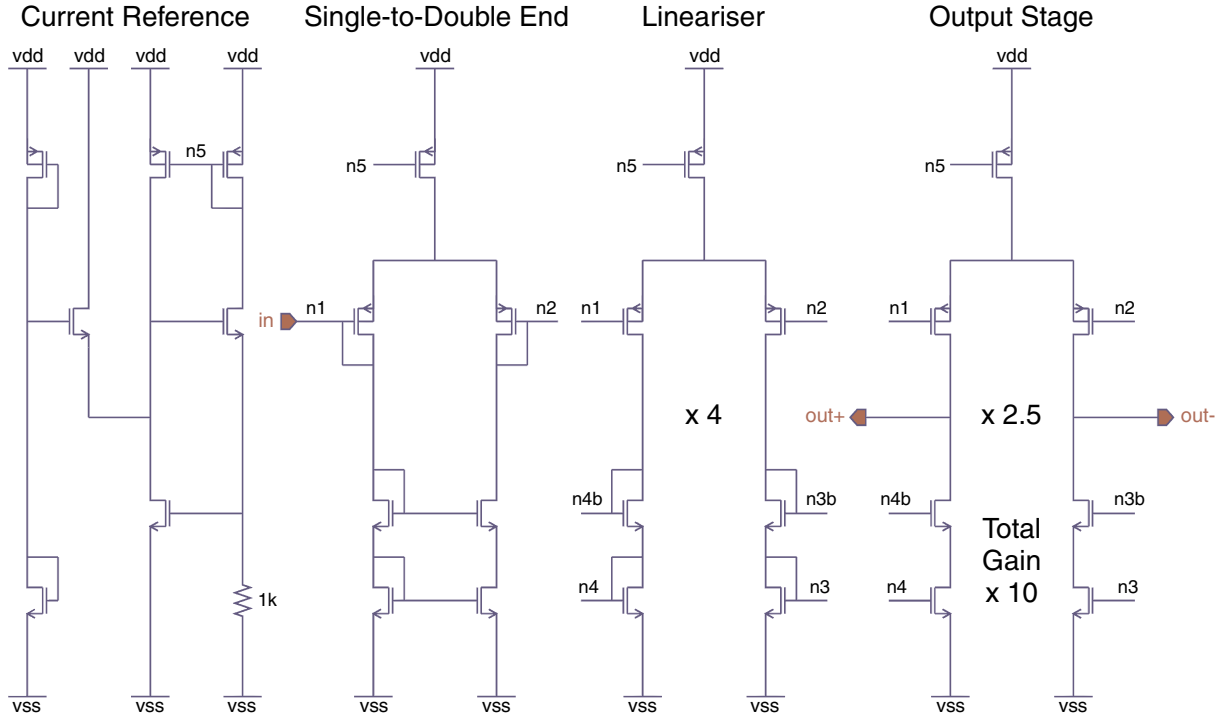 Current Reference
Single-to-Double End
Lineariser
Output Stage
vdd
vdd
vdd
vdd
vdd
vdd
vdd
n5
n5
n5
n5
in
n1
n2
n1
n2
n1
n2
x 4
out+
x 2.5
out-
n4b
n3b
n4b
n3b
Total
Gain
x 10
1k
n4
n3
n4
n3
vss
vss
vss
vss
vss
vss
vss
vss
vss